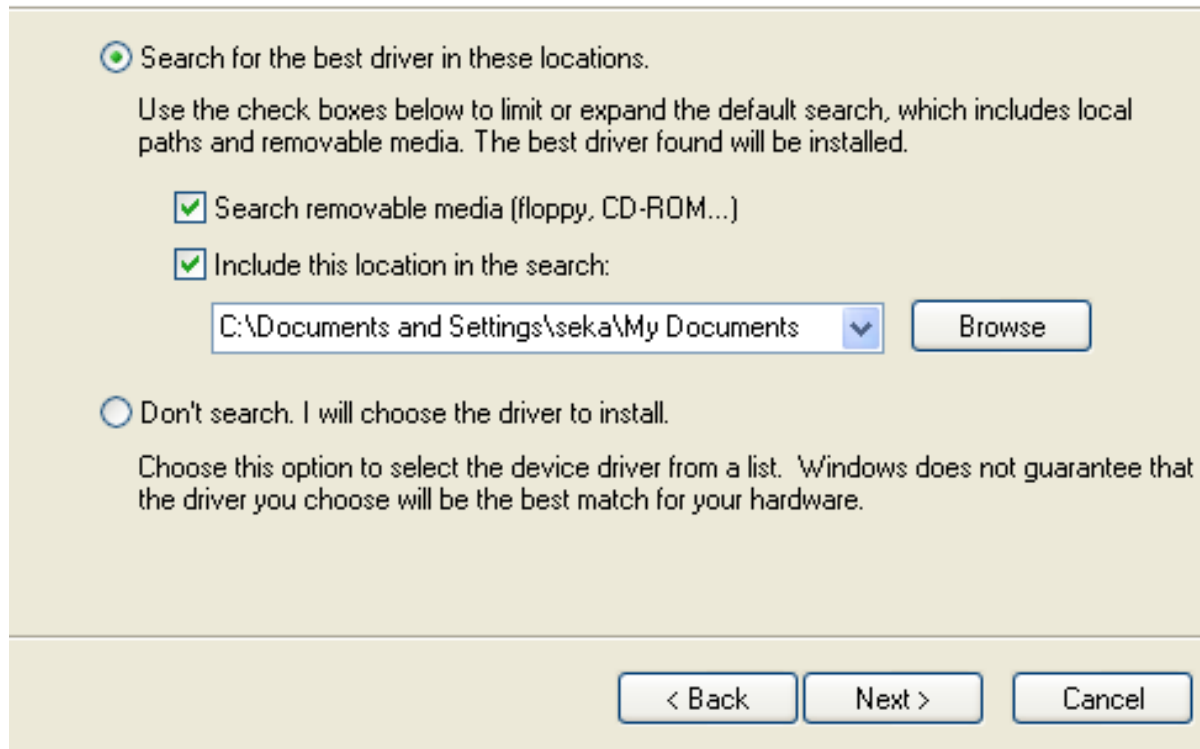 Search for the best driver in these locations.
Use the check boxes below to limit or expand the default search, which includes local
paths and removable media. The best driver found will be installed.
Search removable media (floppy, CD-ROM...)
Include this location in the search:
C:\Documents and Settings\seka\My Documents
Browse
Don't search. I will choose the driver to install.
Choose this option to select the device driver from a list.  Windows does not guarantee that
the driver you choose will be the best match for your hardware.
< Back
Next >
Cancel